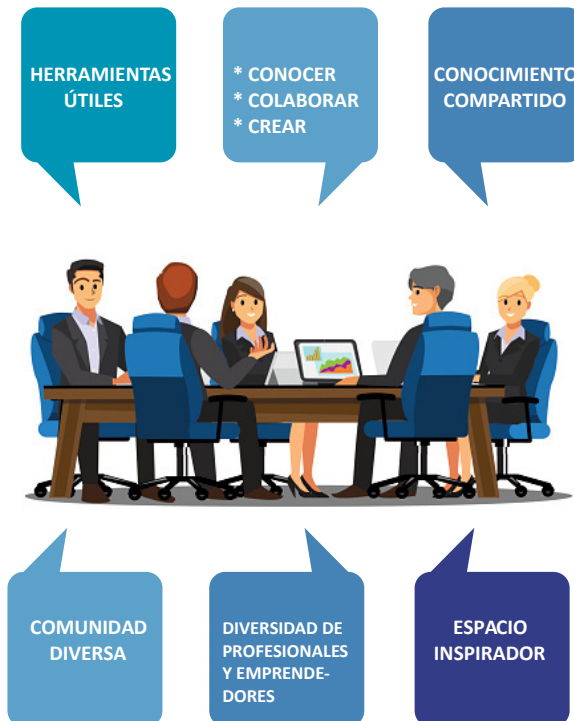 HERRAMIENTAS
ÚTILES
* CONOCER
* COLABORAR
* CREAR
CONOCIMIENTO
COMPARTIDO
COMUNIDAD
DIVERSA
DIVERSIDAD DE
PROFESIONALES
Y EMPRENDE-
DORES
ESPACIO
INSPIRADOR